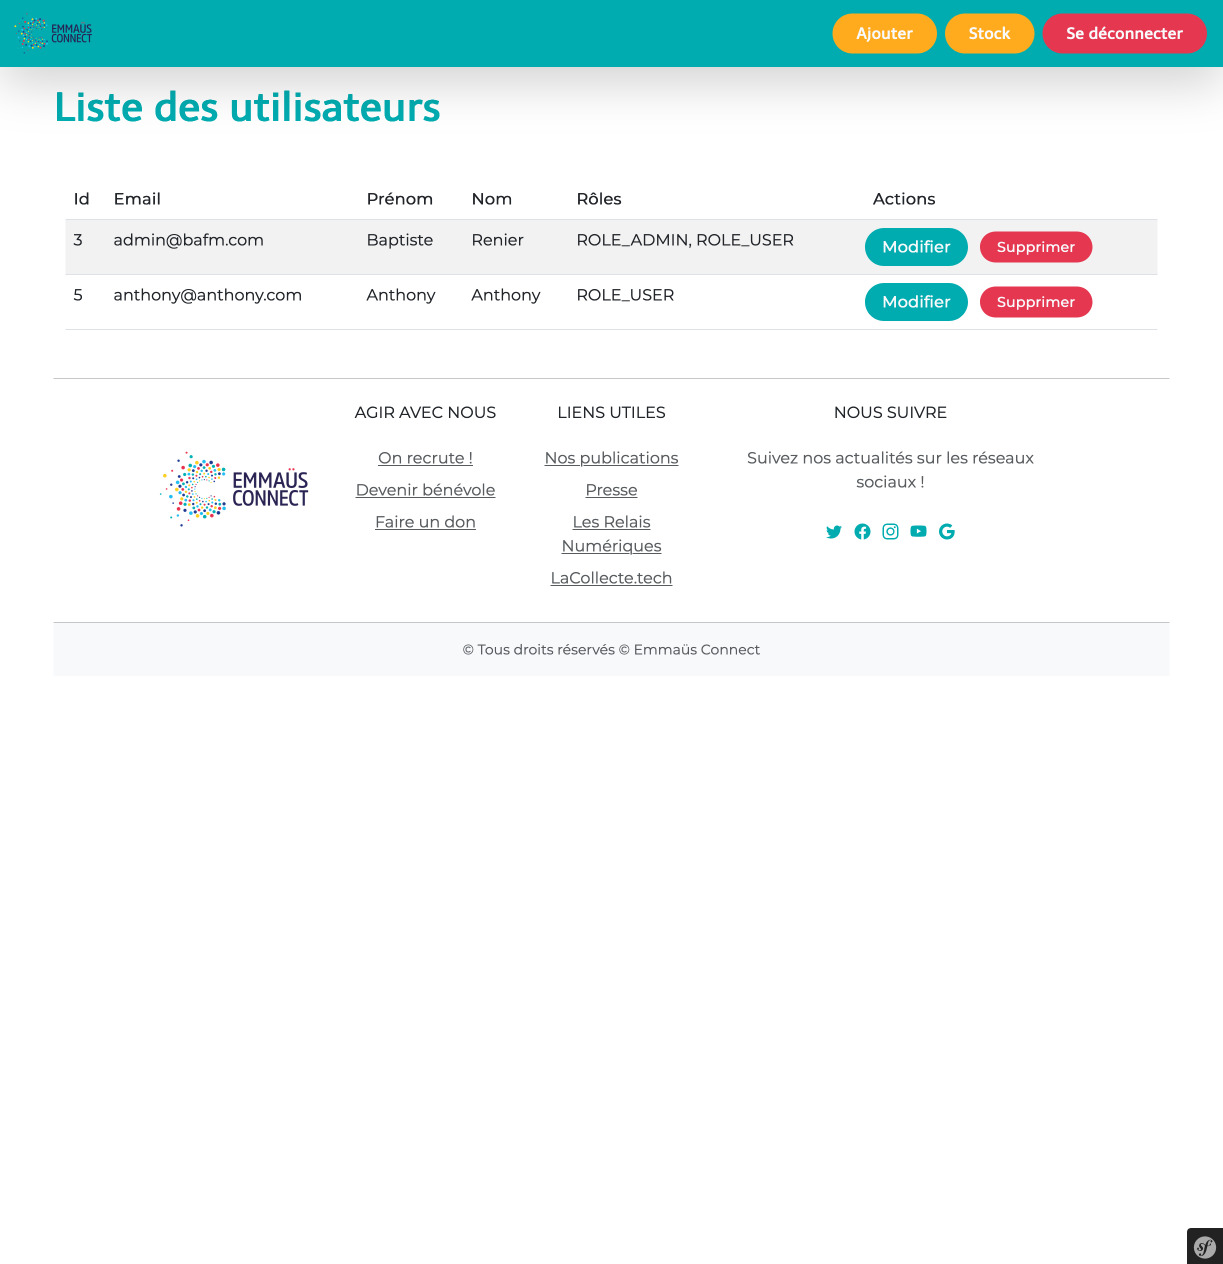 EMMAÜS
CONNECT
Ajouter
Stock
Se déconnecter
Liste des utilisateurs
Id Email Prénom Nom Rôles Actions
3 admin@bafm.com Baptiste Renier ROLE_ADMIN, ROLE_USER Modifier Supprimer
5 anthony@anthony.com Anthony Anthony ROLE_USER Modifier Supprimer
EMMAÜS
CONNECT
AGIR AVEC NOUS
On recrute !
Devenir bénévole
Faire un don
LIENS UTILES
Nos publications
Presse
Les Relais
Numériques
LaCollecte.tech
NOUS SUIVRE
Suivez nos actualités sur les réseaux
sociaux !
© Tous droits réservés © Emmaüs Connect
sf